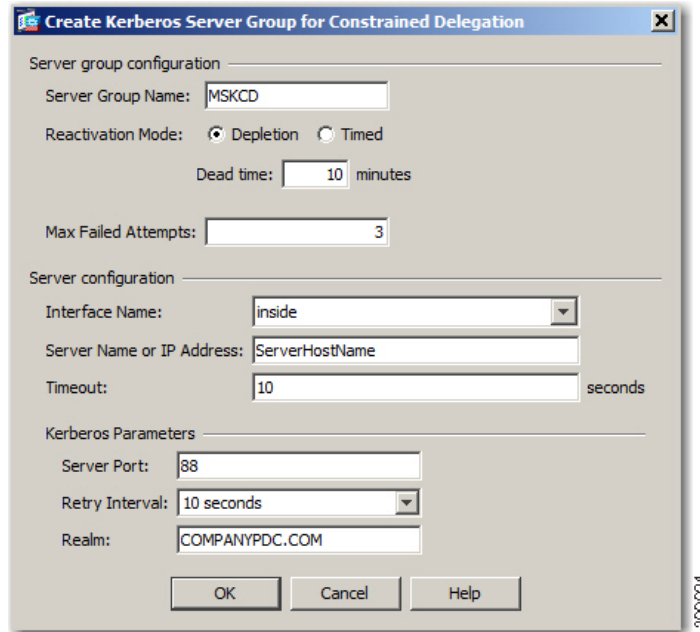 Create Kerberos Server Group for Constrained Delegation
Server group configuration
Server Group Name: MSKCD
Reactivation Mode: Depletion Timed
Dead time: 10 minutes
Max Failed Attempts: 3
Server configuration
Interface Name: inside
Server Name or IP Address: ServerHostName
Timeout: 10 seconds
Kerberos Parameters
Server Port: 88
Retry Interval: 10 seconds
Realm: COMPANYPDC.COM
OK Cancel Help